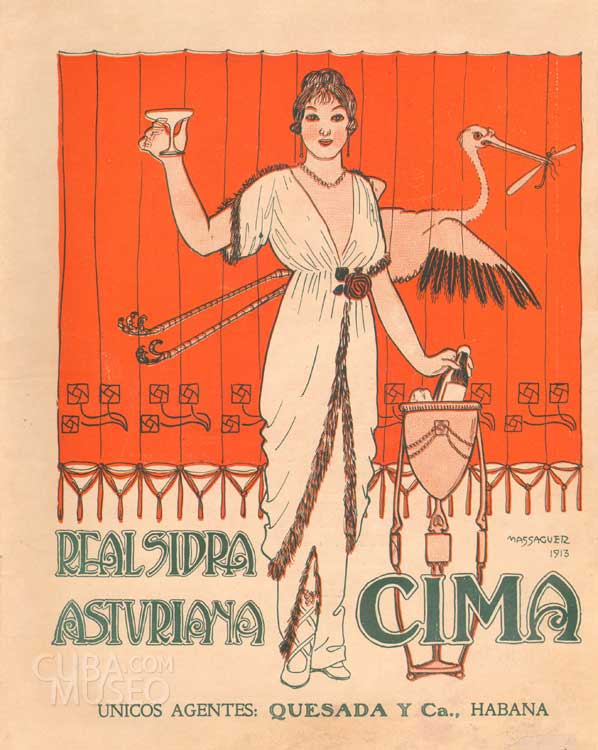 MASSAGUER
1913
REAL SIDRA
ASTURIANA
CIMA
CUBA.COM
MUSEO
UNICOS AGENTES: QUESADA Y Ca., HABANA